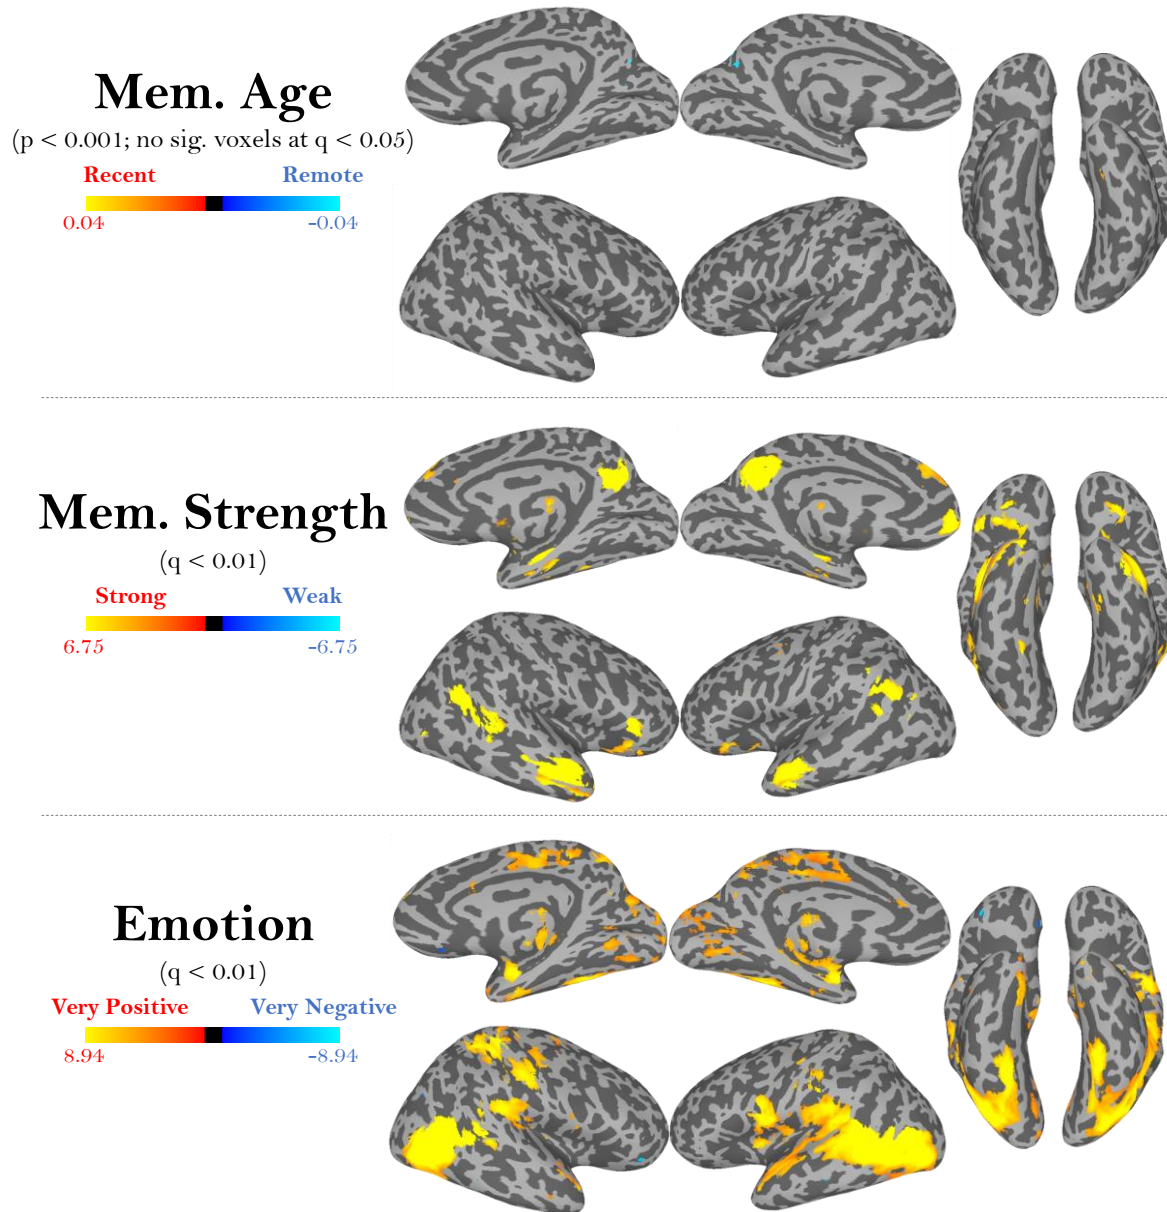 Mem. Age
(p < 0.001; no sig. voxels at q < 0.05)
Recent Remote
0.04 -0.04
Mem. Strength
(q < 0.01)
Strong Weak
6.75 -6.75
Emotion
(q < 0.01)
Very Positive Very Negative
8.94 -8.94